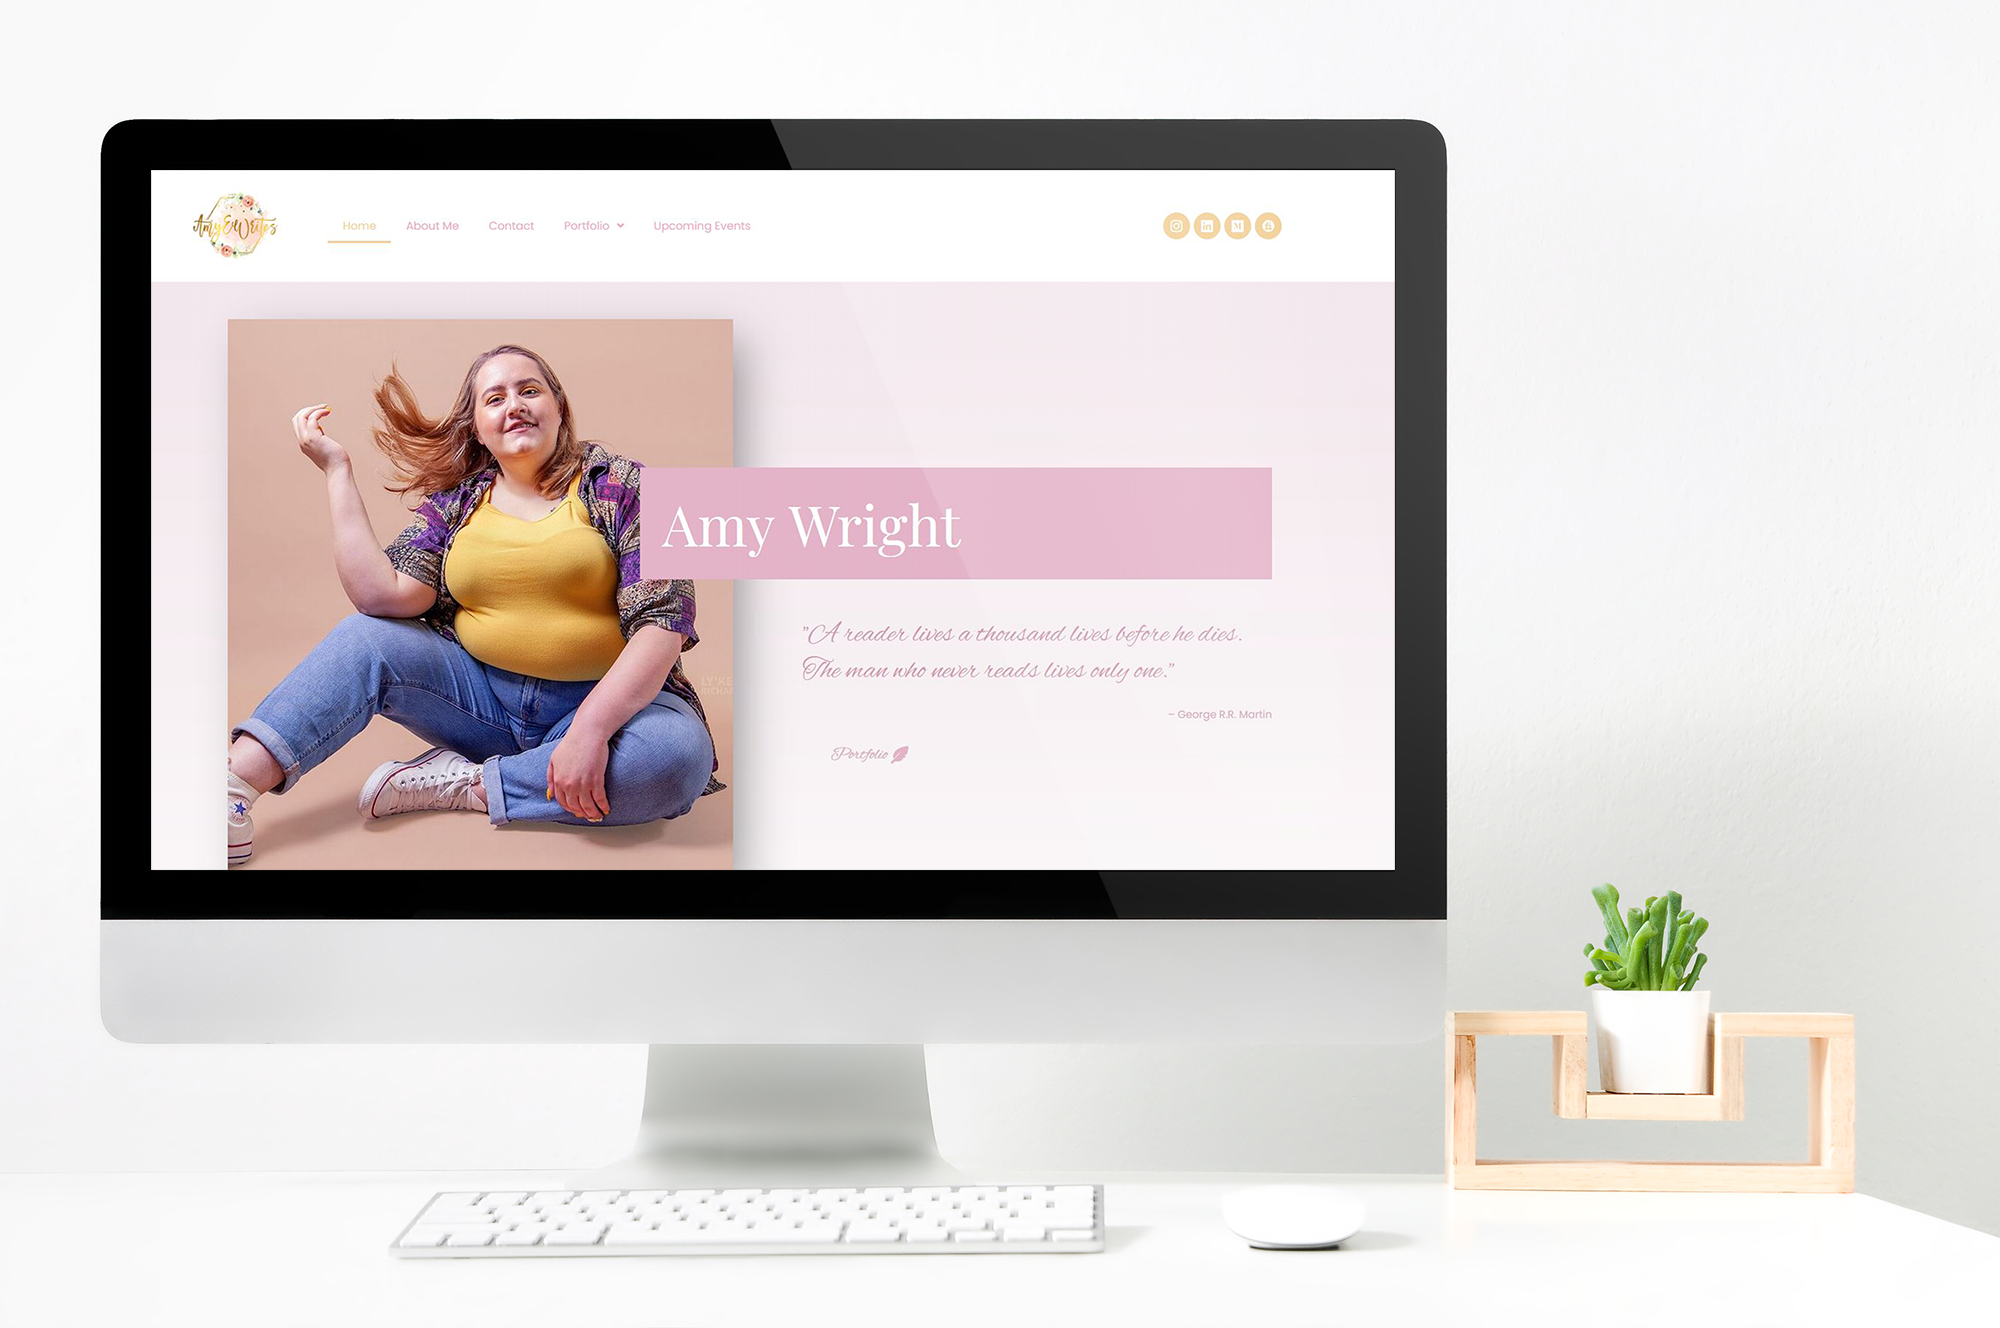 AmyEWrites
Home
About Me
Contact
Portfolio
Upcoming Events
Amy Wright
"A reader lives a thousand lives before he dies.
The man who never reads lives only one."
– George R.R. Martin
Portfolio